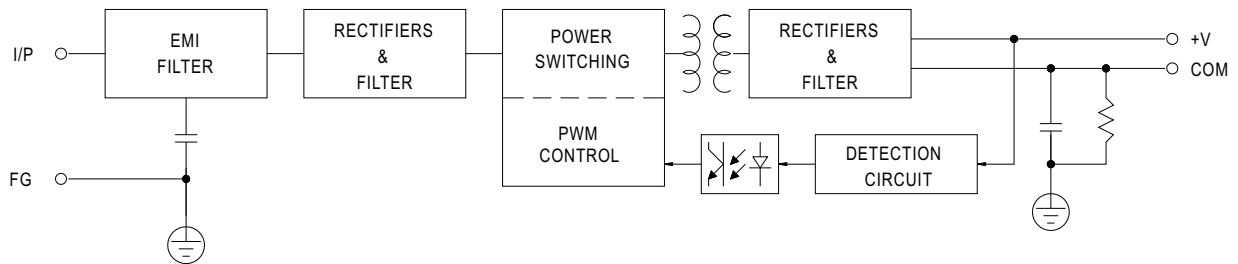 I/P
EMI
FILTER
RECTIFIERS
&
FILTER
POWER
SWITCHING
PWM
CONTROL
RECTIFIERS
&
FILTER
+V
COM
DETECTION
CIRCUIT
FG